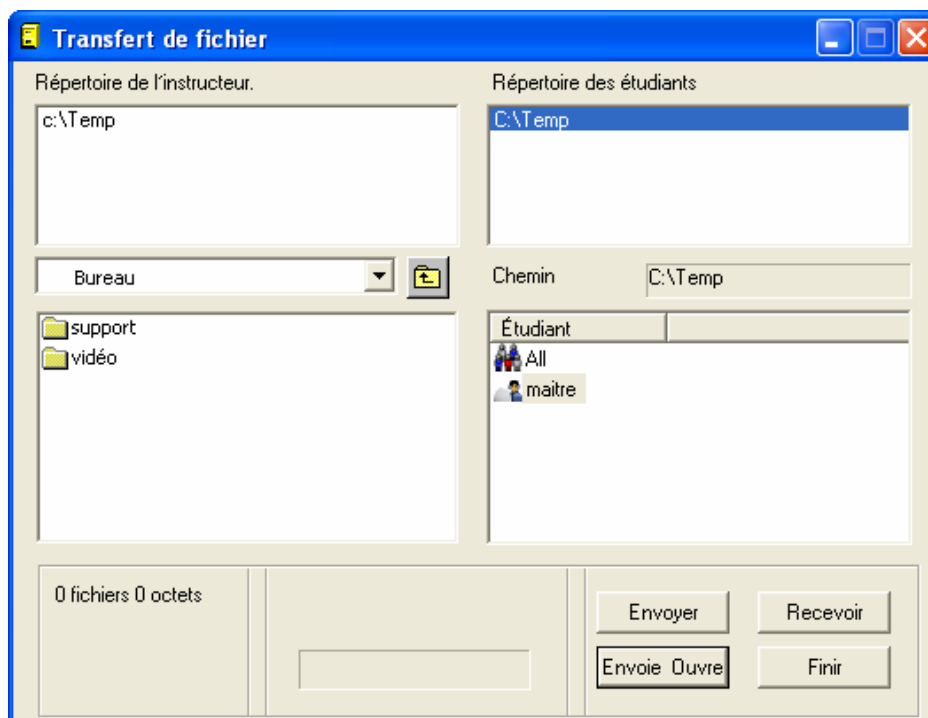 Transfert de fichier
Répertoire de l'instructeur.
Répertoire des étudiants
c:\Temp
C:\Temp
Bureau
Chemin
C:\Temp
support
vidéo
Étudiant
All
maitre
0 fichiers 0 octets
Envoyer
Recevoir
Envoie Ouvre
Finir